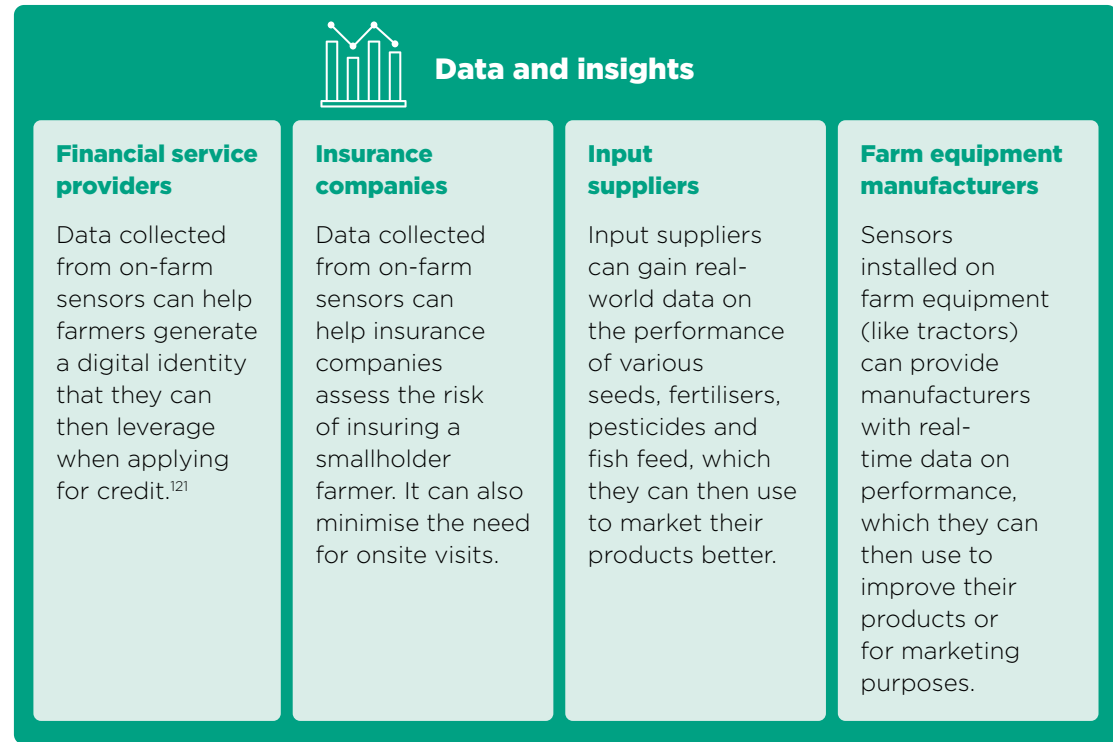 Data and insights
Financial service
providers
Data collected
from on-farm
sensors can help
farmers generate
a digital identity
that they can
then leverage
when applying
for credit.¹²¹
Insurance
companies
Data collected
from on-farm
sensors can
help insurance
companies
assess the risk
of insuring a
smallholder
farmer. It can also
minimise the need
for onsite visits.
Input
suppliers
Input suppliers
can gain real-
world data on
the performance
of various
seeds, fertilisers,
pesticides and
fish feed, which
they can then use
to market their
products better.
Farm equipment
manufacturers
Sensors
installed on
farm equipment
(like tractors)
can provide
manufacturers
with real-
time data on
performance,
which they can
then use to
improve their
products or
for marketing
purposes.